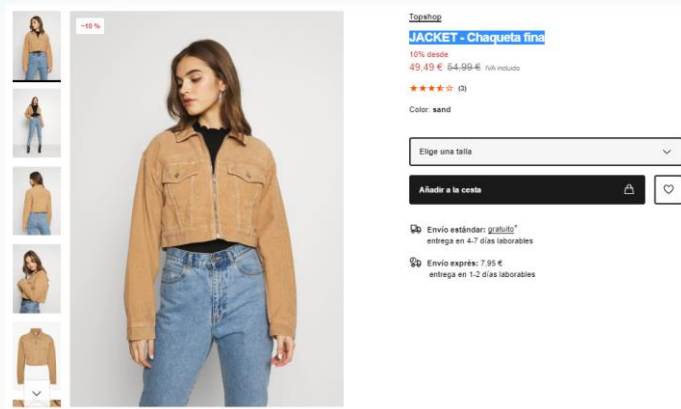 -10 %
Topshop
JACKET - Chaqueta fina
10% desde
49,49 € 54,99 € IVA incluido
(3)
Color: sand
Elige una talla
Añadir a la cesta
Envío estándar: gratuito*
entrega en 4-7 días laborables
Envío exprés: 7,95 €
entrega en 1-2 días laborables